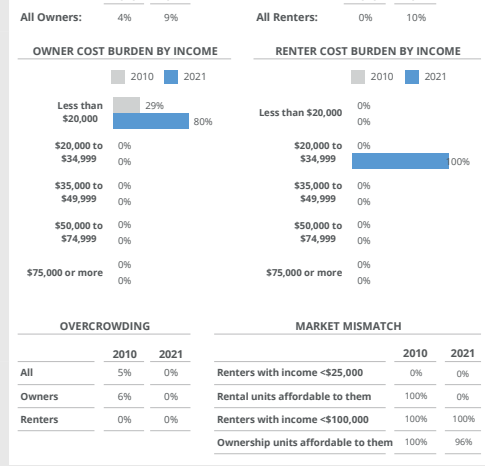 All Owners: 4% 9%
All Renters: 0% 10%
OWNER COST BURDEN BY INCOME
2010 2021
Less than
$20,000
29%
80%
$20,000 to
$34,999
0%
0%
$35,000 to
$49,999
0%
0%
$50,000 to
$74,999
0%
0%
$75,000 or more
0%
0%
RENTER COST BURDEN BY INCOME
2010 2021
Less than $20,000
0%
0%
$20,000 to
$34,999
0%
100%
$35,000 to
$49,999
0%
0%
$50,000 to
$74,999
0%
0%
$75,000 or more
0%
0%
OVERCROWDING
2010 2021
All 5% 0%
Owners 6% 0%
Renters 0% 0%
MARKET MISMATCH
2010 2021
Renters with income <$25,000 0% 0%
Rental units affordable to them 100% 0%
Renters with income <$100,000 100% 100%
Ownership units affordable to them 100% 96%